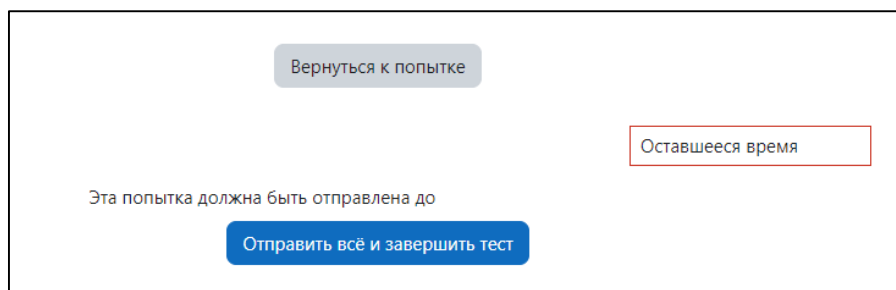 Вернуться к попытке
Оставшееся время
Эта попытка должна быть отправлена до
Отправить всё и завершить тест